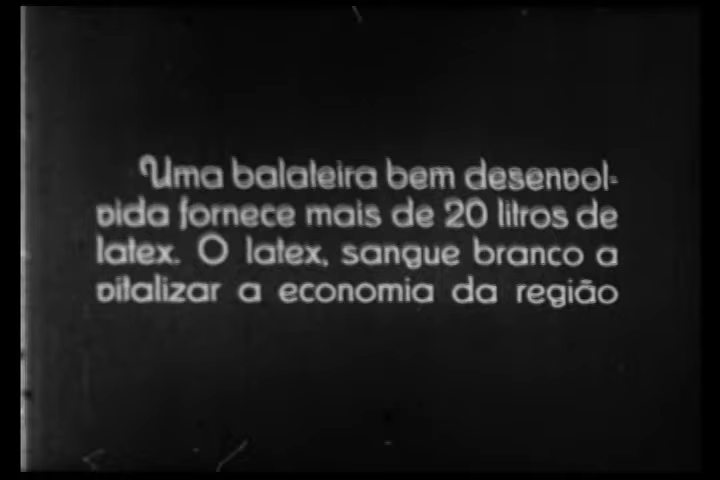 Uma balateira bem desenvol-
vida fornece mais de 20 litros de
latex. O latex, sangue branco a
vitalizar a economia da região